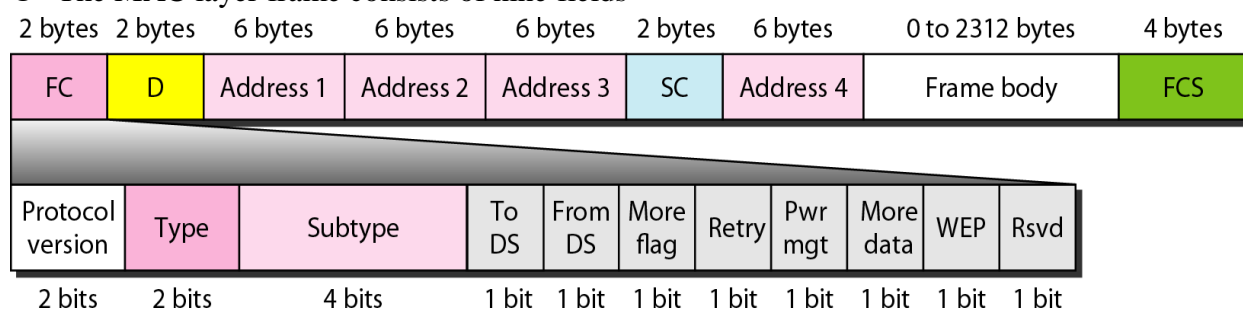 2 bytes 2 bytes 6 bytes 6 bytes 6 bytes 2 bytes 6 bytes 0 to 2312 bytes 4 bytes
FC D Address 1 Address 2 Address 3 SC Address 4 Frame body FCS
Protocol version Type Subtype To DS From DS More flag Retry Pwr mgt More data WEP Rsvd
2 bits 2 bits 4 bits 1 bit 1 bit 1 bit 1 bit 1 bit 1 bit 1 bit 1 bit